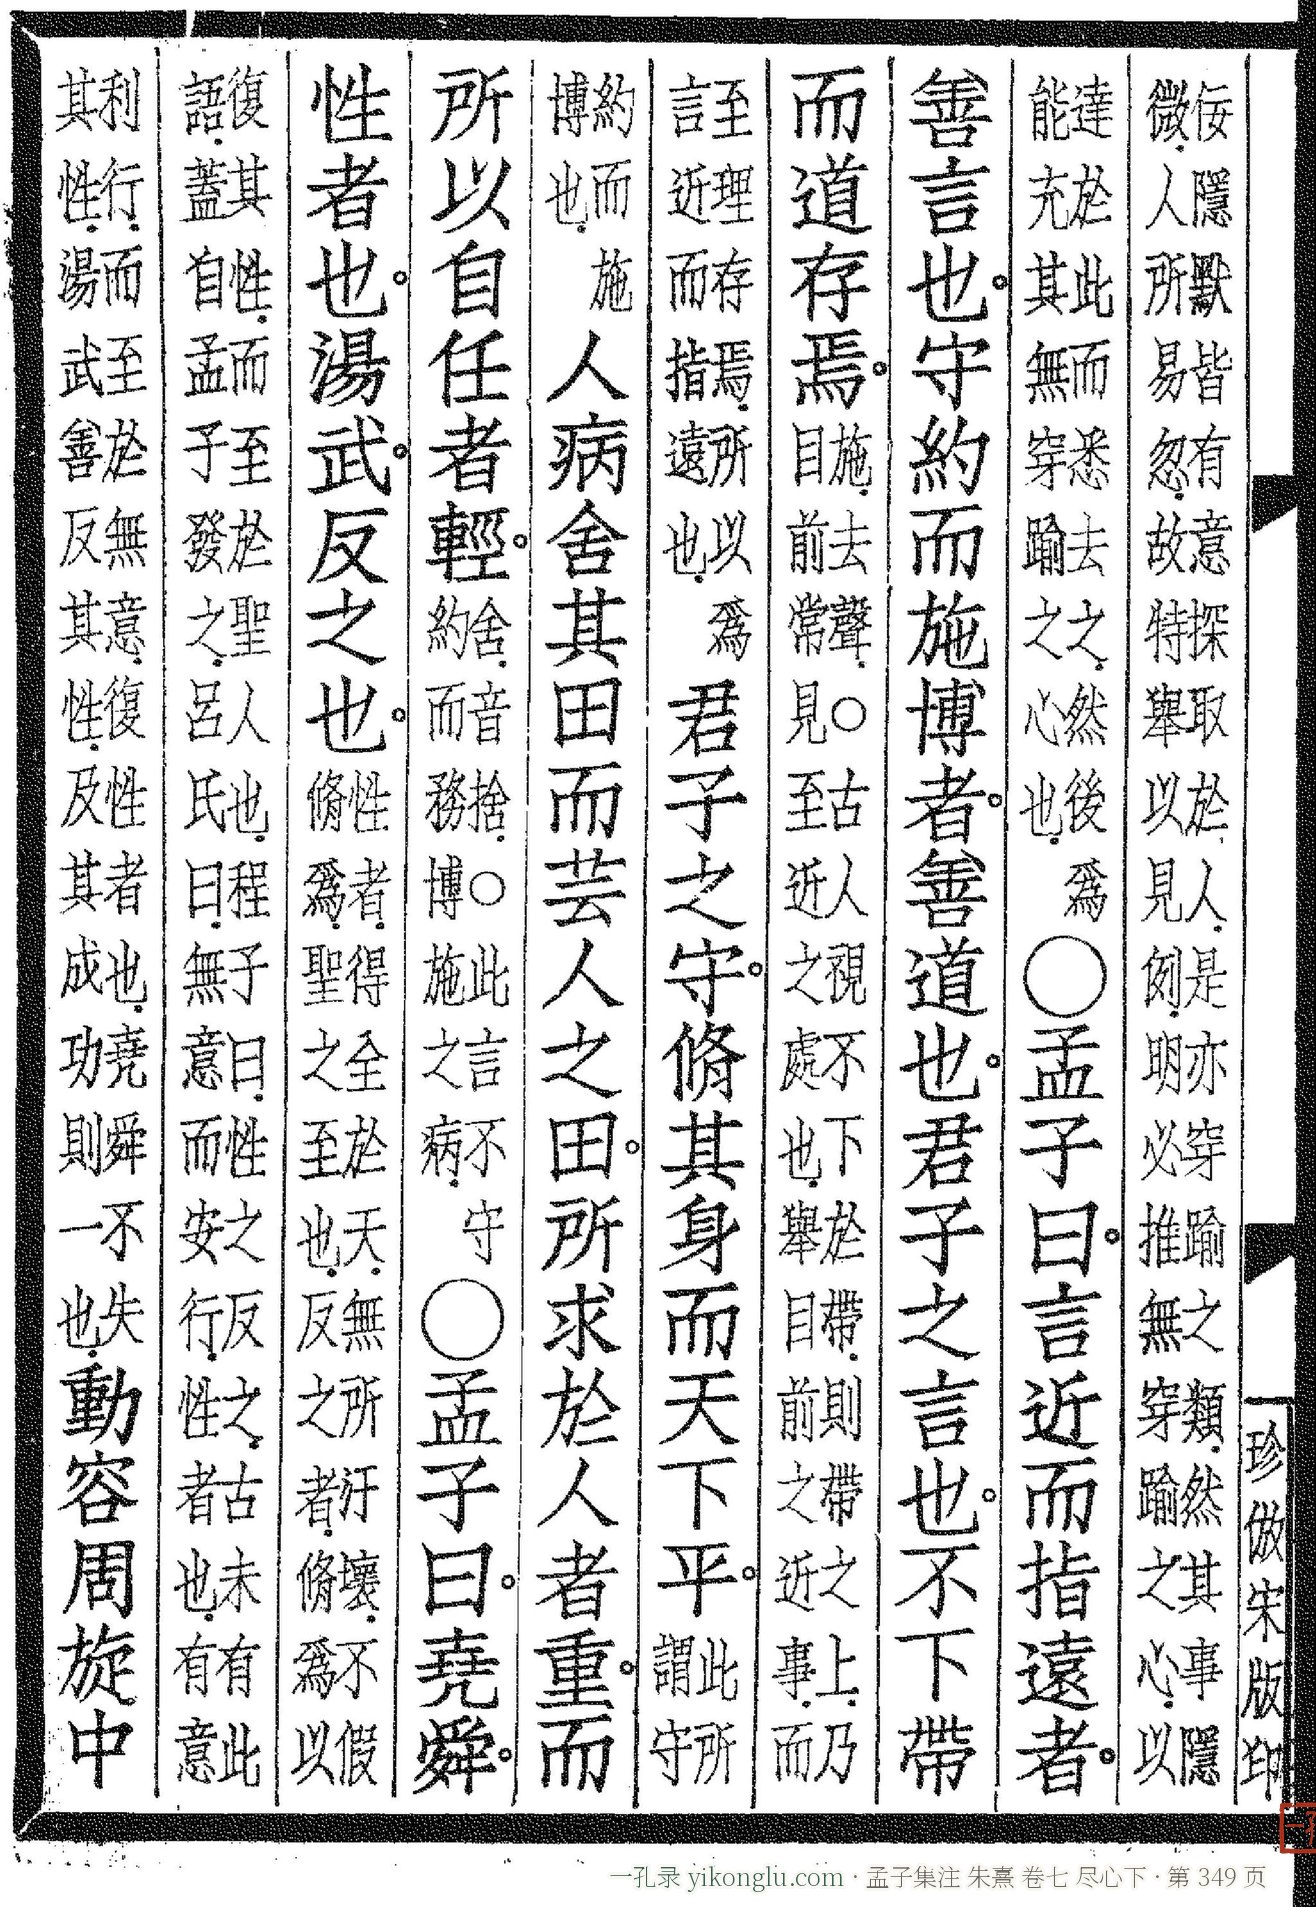 珍倣宋版印
佞隱默皆有意探取於人。是亦穿踰之類。然其事隱
微。人所易忽。故特舉以見例。明必推無穿踰之心。以
達於此而悉去之。然後爲
能充其無穿踰之心也。
○孟子曰。言近而指遠者。
善言也。守約而施博者。善道也。君子之言也。不下帶
而道存焉。
施。去聲。○古人視不下於帶。則帶之上。乃
目前常見至近之處也。舉目前之近事。而
至理存焉。所以爲
言近而指遠也。
君子之守。脩其身而天下平。
此所
謂守
約而施
博也。
人病舍其田而芸人之田。所求於人者重。而
所以自任者輕。
舍。音捨。○此言不守
約而務博施之病。
○孟子曰。堯舜。
性者也。湯武。反之也。
性者。得全於天。無所汙壞。不假
脩爲。聖之至也。反之者。脩爲以
復其性。而至於聖人也。程子曰。性之反之。古未有此
語。蓋自孟子發之。呂氏曰。無意而安行。性者也。有意
利行。而至於無意。復性者也。堯舜不失
其性。湯武善反其性。及其成功則一也。
動容周旋中
一孔录 yikonglu.com · 孟子集注 朱熹 卷七 尽心下 · 第 349 页